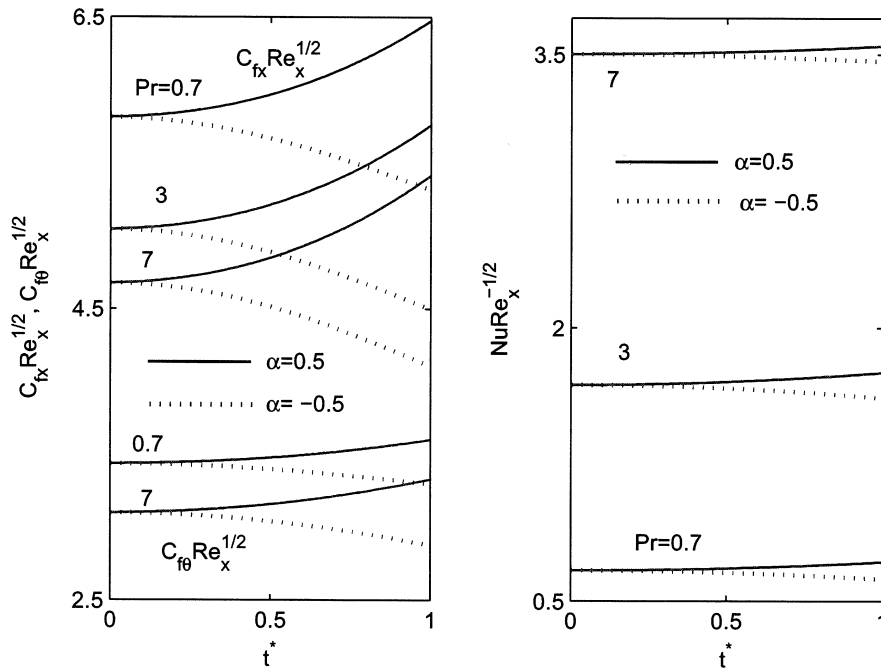 6.5
C_{fx}Re_x^{1/2}
Pr=0.7
3
7
4.5
C_{fx}Re_x^{1/2}, C_{fθ}Re_x^{1/2}
α=0.5
α= −0.5
0.7
7
C_{fθ}Re_x^{1/2}
2.5
0 0.5 1
t^*
3.5
7
α=0.5
α= −0.5
NuRe_x^{−1/2}
2
3
Pr=0.7
0.5
0 0.5 1
t^*